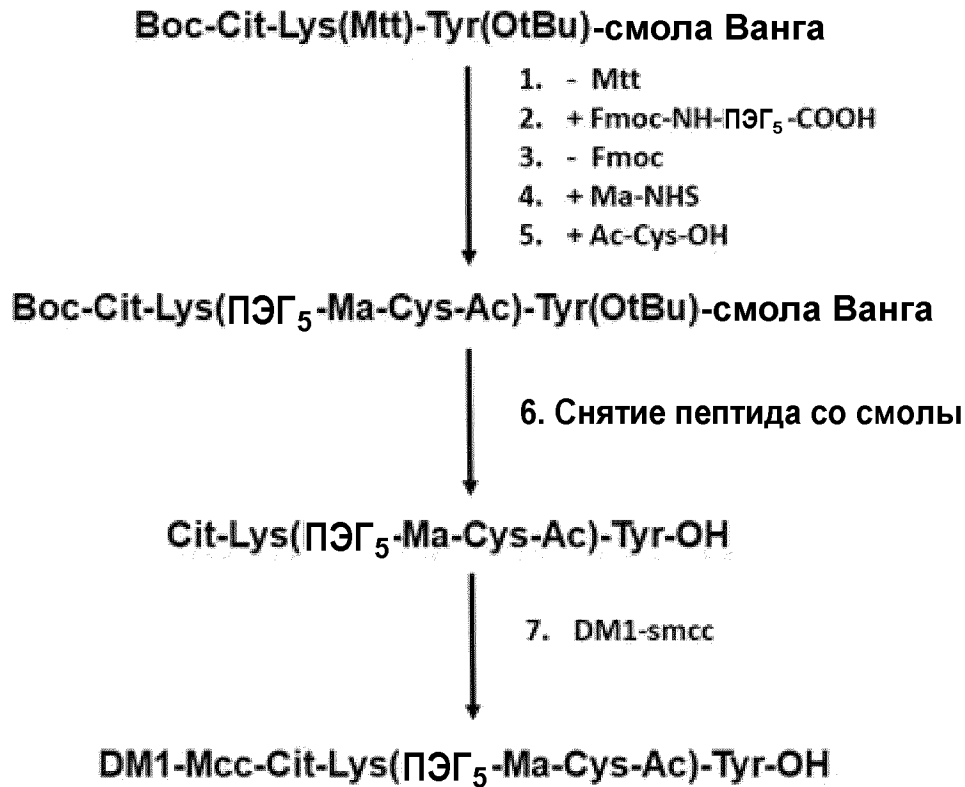 Boc-Cit-Lys(Mtt)-Tyr(OtBu)-смола Ванга
1. - Mtt
2. + Fmoc-NH-ПЭГ₅-COOH
3. - Fmoc
4. + Ma-NHS
5. + Ac-Cys-OH
Boc-Cit-Lys(ПЭГ₅-Ma-Cys-Ac)-Tyr(OtBu)-смола Ванга
6. Снятие пептида со смолы
Cit-Lys(ПЭГ₅-Ma-Cys-Ac)-Tyr-OH
7. DM1-smcc
DM1-Mcc-Cit-Lys(ПЭГ₅-Ma-Cys-Ac)-Tyr-OH